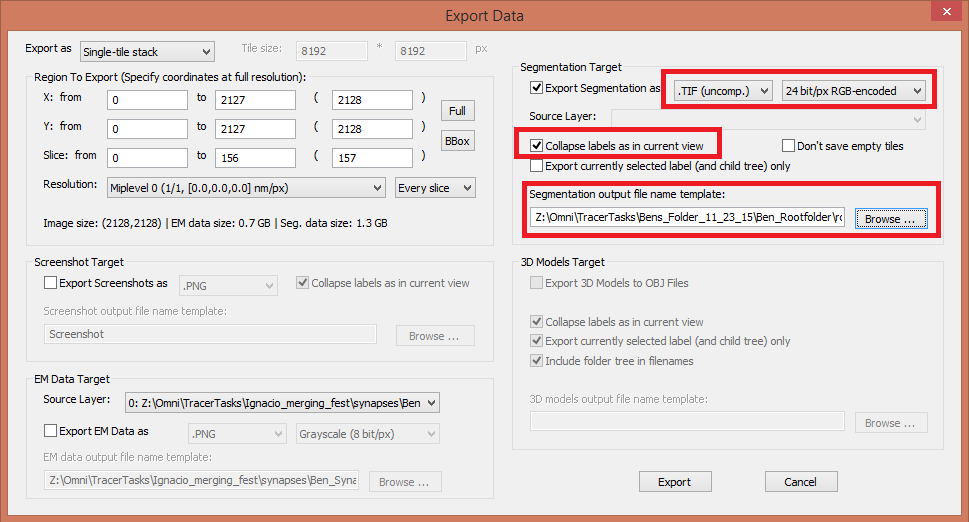 Export Data
Export as Single-tile stack Tile size: 8192 * 8192 px
Region To Export (Specify coordinates at full resolution):
X: from 0 to 2127 ( 2128 ) Full
Y: from 0 to 2127 ( 2128 ) BBox
Slice: from 0 to 156 ( 157 )
Resolution: Miplevel 0 (1/1, [0.0,0.0,0.0] nm/px) Every slice
Image size: (2128,2128) | EM data size: 0.7 GB | Seg. data size: 1.3 GB
Screenshot Target
Export Screenshots as .PNG Collapse labels as in current view
Screenshot output file name template:
Screenshot Browse ...
EM Data Target
Source Layer: 0: Z:\Omni\TracerTasks\Ignacio_merging_fest\synapses\Ben
Export EM Data as .PNG Grayscale (8 bit/px)
EM data output file name template:
Z:\Omni\TracerTasks\Ignacio_merging_fest\synapses\Ben_Syna Browse ...
Segmentation Target
Export Segmentation as .TIF (uncomp.) 24 bit/px RGB-encoded
Source Layer:
Collapse labels as in current view Don't save empty tiles
Export currently selected label (and child tree) only
Segmentation output file name template:
Z:\Omni\TracerTasks\Bens_Folder_11_23_15\Ben_Rootfolder\ro Browse ...
3D Models Target
Export 3D Models to OBJ Files
Collapse labels as in current view
Export currently selected label (and child tree) only
Include folder tree in filenames
3D models output file name template:
Browse ...
Export Cancel